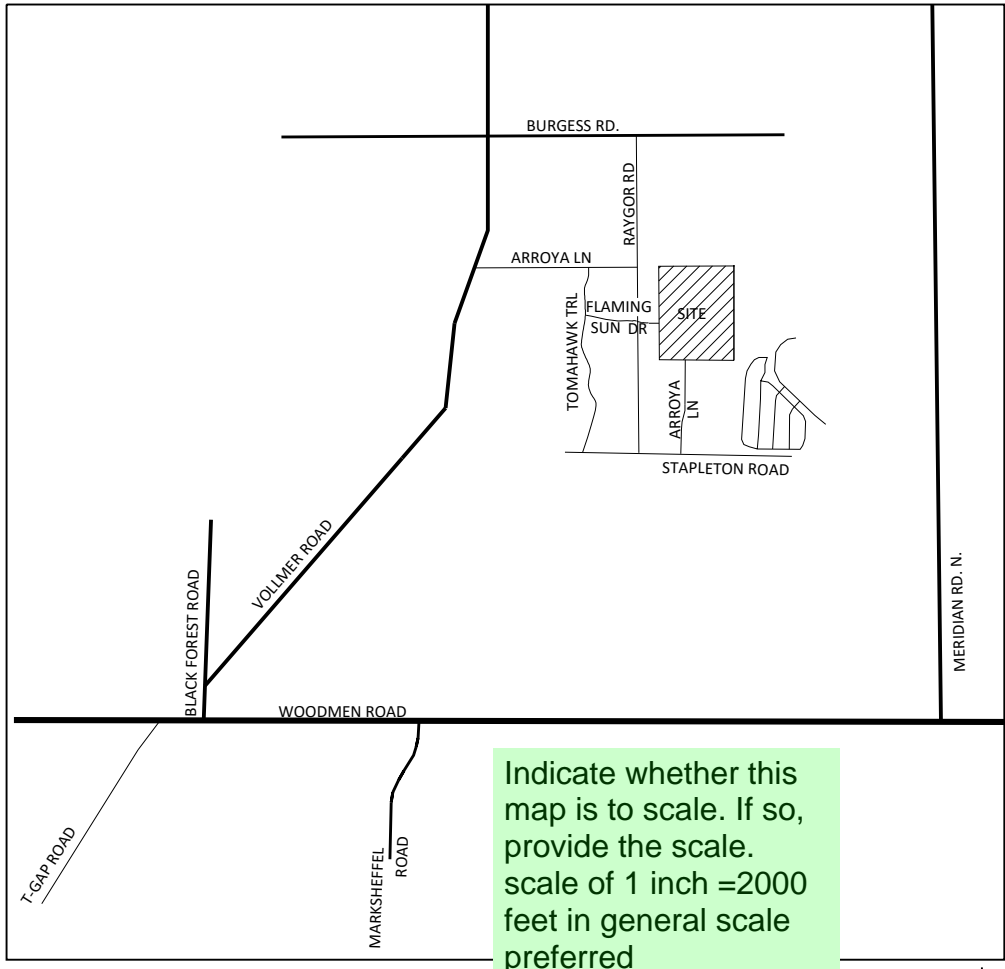 BURGESS RD.
RAYGOR RD
ARROYA LN
TOMAHAWK TRL
FLAMING
SUN DR
SITE
ARROYA
LN
STAPLETON ROAD
VOLLMER ROAD
BLACK FOREST ROAD
MERIDIAN RD. N.
WOODMEN ROAD
T-GAP ROAD
MARKSHEFFEL
ROAD
Indicate whether this
map is to scale. If so,
provide the scale.
scale of 1 inch =2000
feet in general scale
preferred